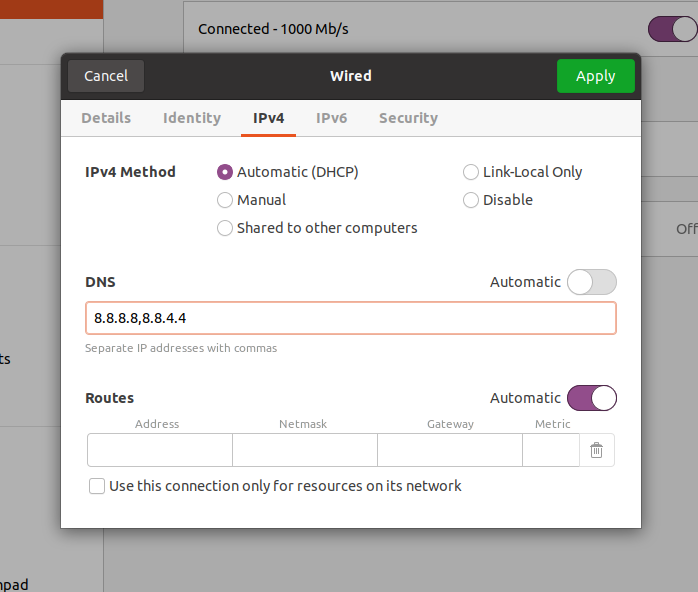 Connected - 1000 Mb/s
Cancel Wired Apply
Details Identity IPv4 IPv6 Security
IPv4 Method Automatic (DHCP) Link-Local Only
Manual Disable
Shared to other computers
Off
DNS Automatic
8.8.8.8,8.8.4.4
Separate IP addresses with commas
ts
Routes Automatic
Address Netmask Gateway Metric
Use this connection only for resources on its network
npad